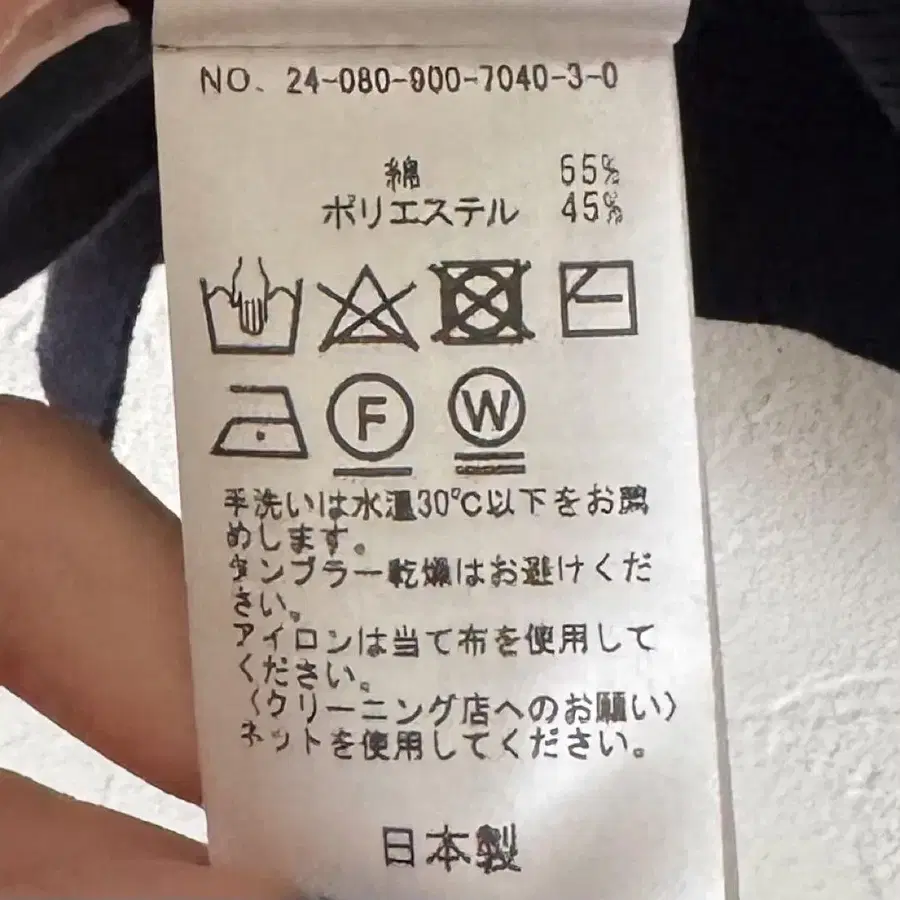 NO. 24-080-900-7040-3-0
綿 55%
ポリエステル 45%
F W
手洗いは水温30℃以下をお薦
めします。
タンブラー乾燥はお避けくだ
さい。
アイロンは当て布を使用して
ください。
〈クリーニング店へのお願い〉
ネットを使用してください。
日本製